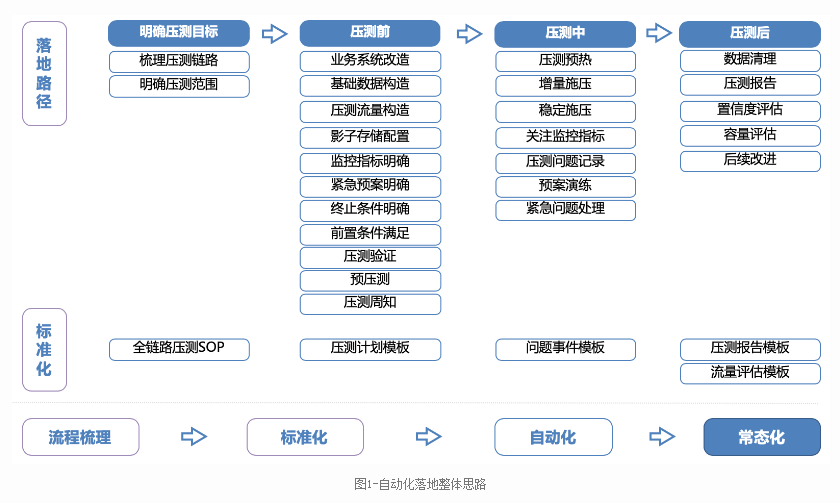 落地路径
明确压测目标
梳理压测链路
明确压测范围
压测前
业务系统改造
基础数据构造
压测流量构造
影子存储配置
监控指标明确
紧急预案明确
终止条件明确
前置条件满足
压测验证
预压测
压测周知
压测中
压测预热
增量施压
稳定施压
关注监控指标
压测问题记录
预案演练
紧急问题处理
压测后
数据清理
压测报告
置信度评估
容量评估
后续改进
标准化
全链路压测SOP
压测计划模板
问题事件模板
压测报告模板
流量评估模板
流程梳理
标准化
自动化
常态化
图1-自动化落地整体思路